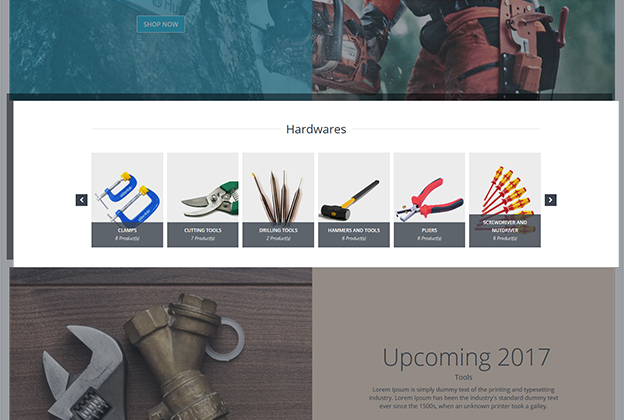 SHOP NOW
Hardwares
CLAMPS
8 Product(s)
CUTTING TOOLS
7 Product(s)
DRILLING TOOLS
2 Product(s)
HAMMERS AND TOOLS
6 Product(s)
PLIERS
6 Product(s)
SCREWDRIVER AND
NUTDRIVER
6 Product(s)
Upcoming 2017
Tools
Lorem Ipsum is simply dummy text of the printing and typesetting
industry. Lorem Ipsum has been the industry's standard dummy text
ever since the 1500s, when an unknown printer took a galley.